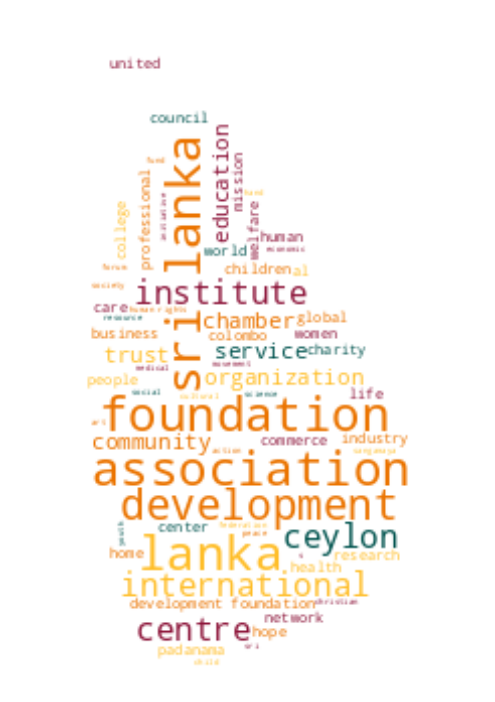 united
council
sri lanka
education
mission
professional
fund
college
welfare
human
economic
world
children
al
forum
society
institute
care
human rights
resource
chamber
global
business
colombo
women
trust
service
charity
medical
movement
people
organization
social
cultural
science
life
foundation
art
community
commerce
industry
action
sangamaya
association
development
youth
center
federation
peace
ceylon
home
lanka
s
research
health
international
development foundation
christian
network
centre
hope
sri
padanama
child